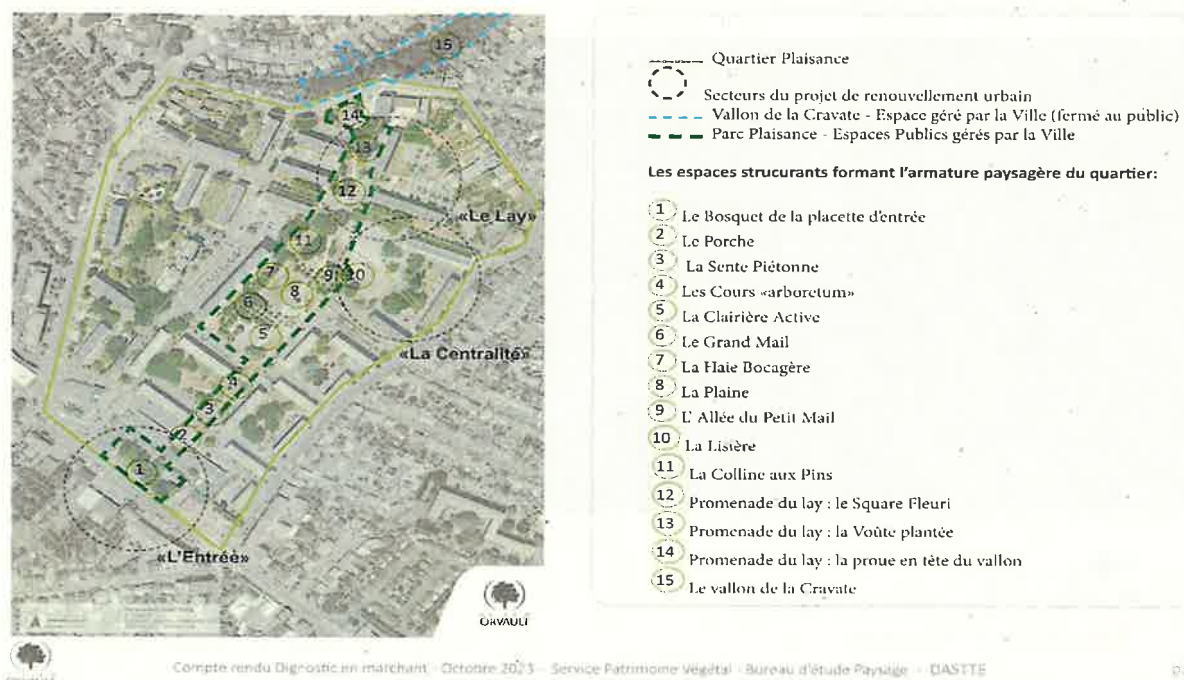 15
14
13
12
«Le Lay»
11
7
9
10
8
6
5
«La Centralité»
4
3
2
1
«L'Entrée»
ORVAULT
Quartier Plaisance
Secteurs du projet de renouvellement urbain
Vallon de la Cravate - Espace géré par la Ville (fermé au public)
Parc Plaisance - Espaces Publics gérés par la Ville
Les espaces strucurants formant l'armature paysagère du quartier:
1 Le Bosquet de la placette d'entrée
2 Le Porche
3 La Sente Piétonne
4 Les Cours «arboretum»
5 La Clairière Active
6 Le Grand Mail
7 La Haie Bocagère
8 La Plaine
9 L' Allée du Petit Mail
10 La Lisière
11 La Colline aux Pins
12 Promenade du lay : le Square Fleuri
13 Promenade du lay : la Voûte plantée
14 Promenade du lay : la proue en tête du vallon
15 Le vallon de la Cravate
Compte rendu Dignostic en marchant - Octobre 2023 - Service Patrimoine Végétal - Bureau d'étude Paysage - DASTTE